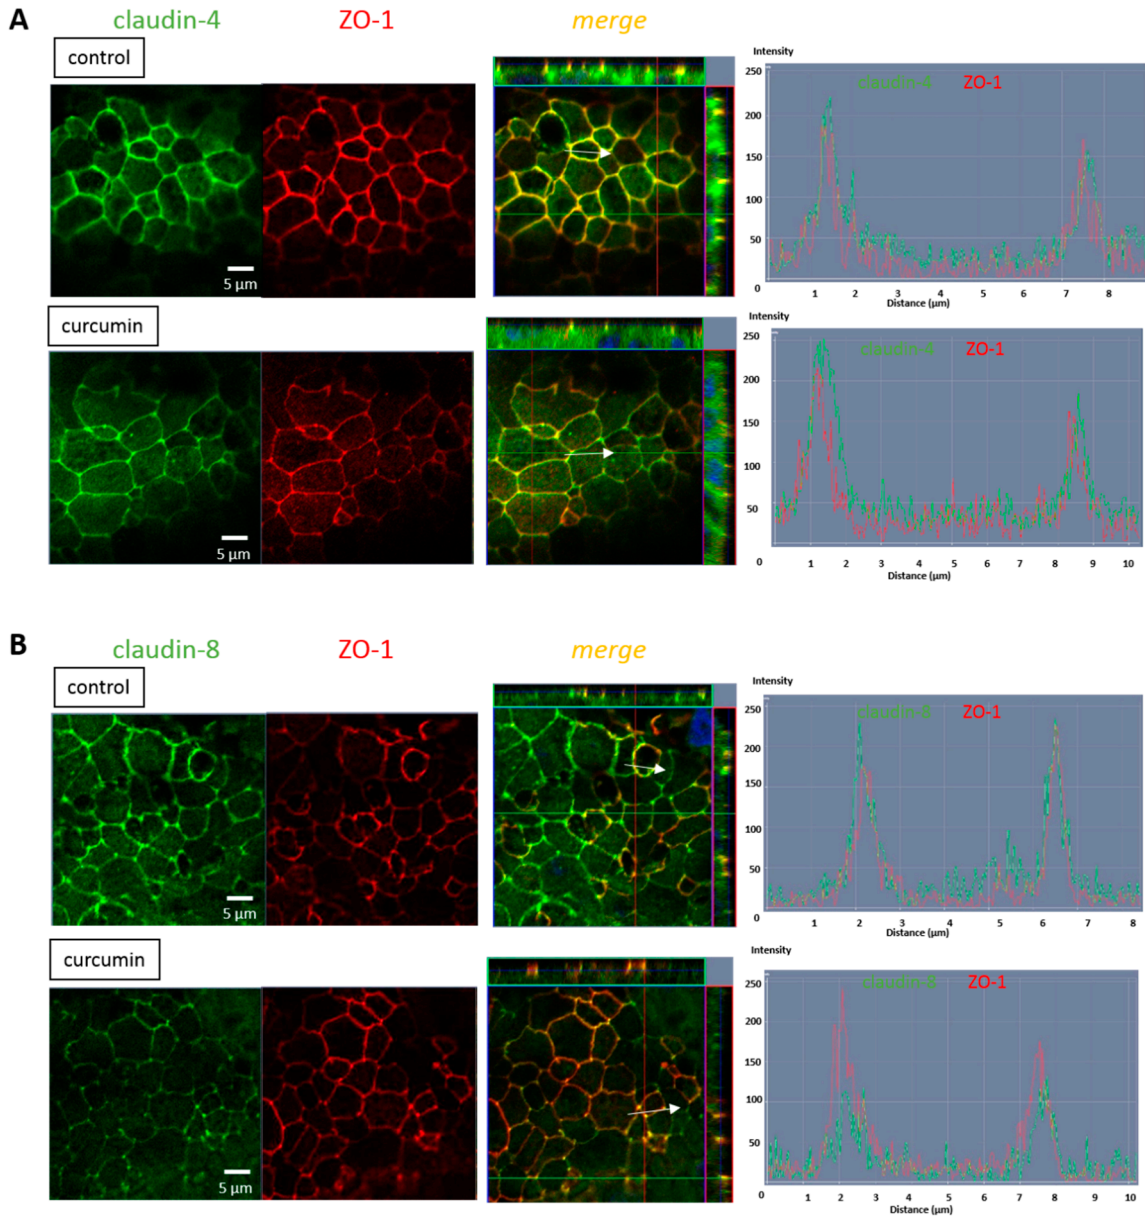 A
claudin-4 ZO-1 merge
control
5 µm
Intensity
claudin-4 ZO-1
250
200
150
100
50
0
1 2 3 4 5 6 7 8
Distance (µm)
curcumin
5 µm
Intensity
claudin-4 ZO-1
250
200
150
100
50
0
1 2 3 4 5 6 7 8 9 10
Distance (µm)
B
claudin-8 ZO-1 merge
control
5 µm
Intensity
claudin-8 ZO-1
250
200
150
100
50
0
1 2 3 4 5 6 7 8
Distance (µm)
curcumin
5 µm
Intensity
claudin-8 ZO-1
250
200
150
100
50
0
1 2 3 4 5 6 7 8 9 10
Distance (µm)